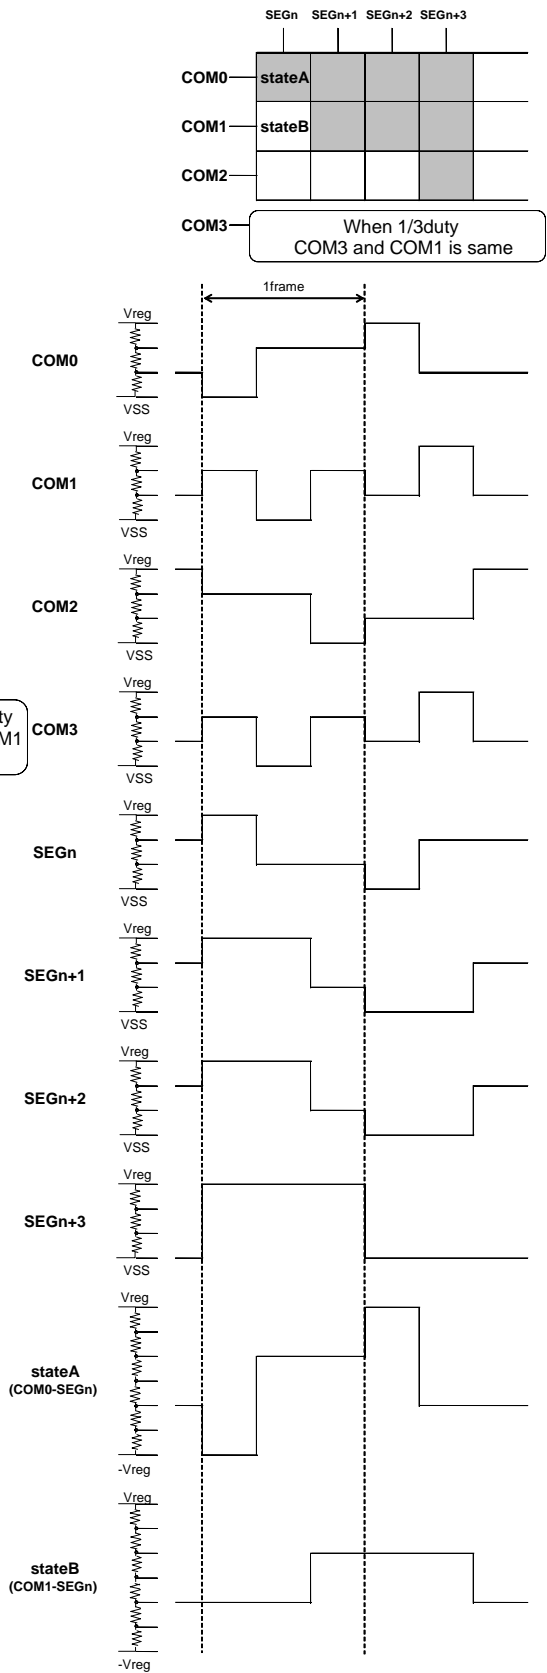 SEGn SEGn+1 SEGn+2 SEGn+3
COM0 stateA
COM1 stateB
COM2
COM3 When 1/3duty
COM3 and COM1 is same
1frame
Vreg
COM0
VSS
Vreg
COM1
VSS
Vreg
COM2
VSS
Vreg
ty
M1
COM3
VSS
Vreg
SEGn
VSS
Vreg
SEGn+1
VSS
Vreg
SEGn+2
VSS
Vreg
SEGn+3
VSS
Vreg
stateA
(COM0-SEGn)
-Vreg
Vreg
stateB
(COM1-SEGn)
-Vreg